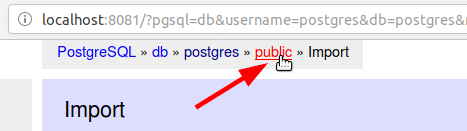 localhost:8081/?pgsql=db&username=postgres&db=postgres&
PostgreSQL » db » postgres » public » Import
Import